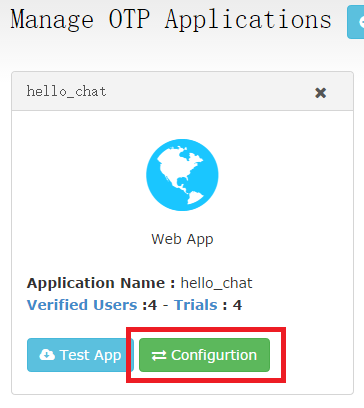 Manage OTP Applications
hello_chat
Web App
Application Name : hello_chat
Verified Users :4 - Trials : 4
Test App
Configurtion